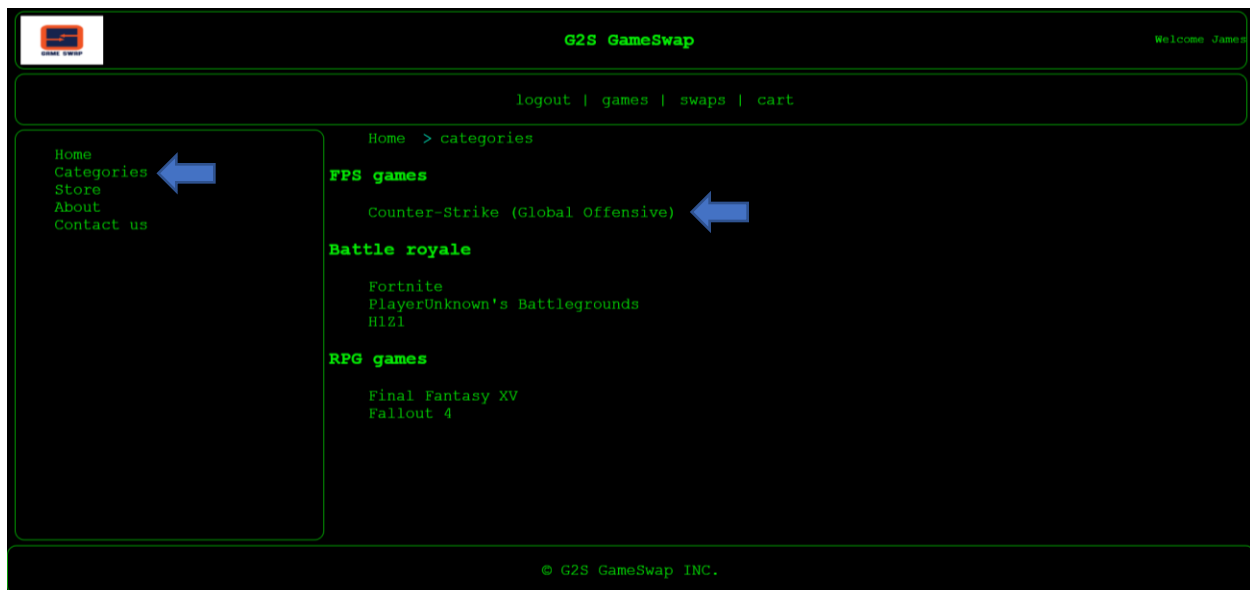 GAME SWAP
G2S GameSwap
Welcome James
logout | games | swaps | cart
Home
Categories
Store
About
Contact us
Home > categories
FPS games
Counter-Strike (Global Offensive)
Battle royale
Fortnite
PlayerUnknown's Battlegrounds
H1Z1
RPG games
Final Fantasy XV
Fallout 4
© G2S GameSwap INC.